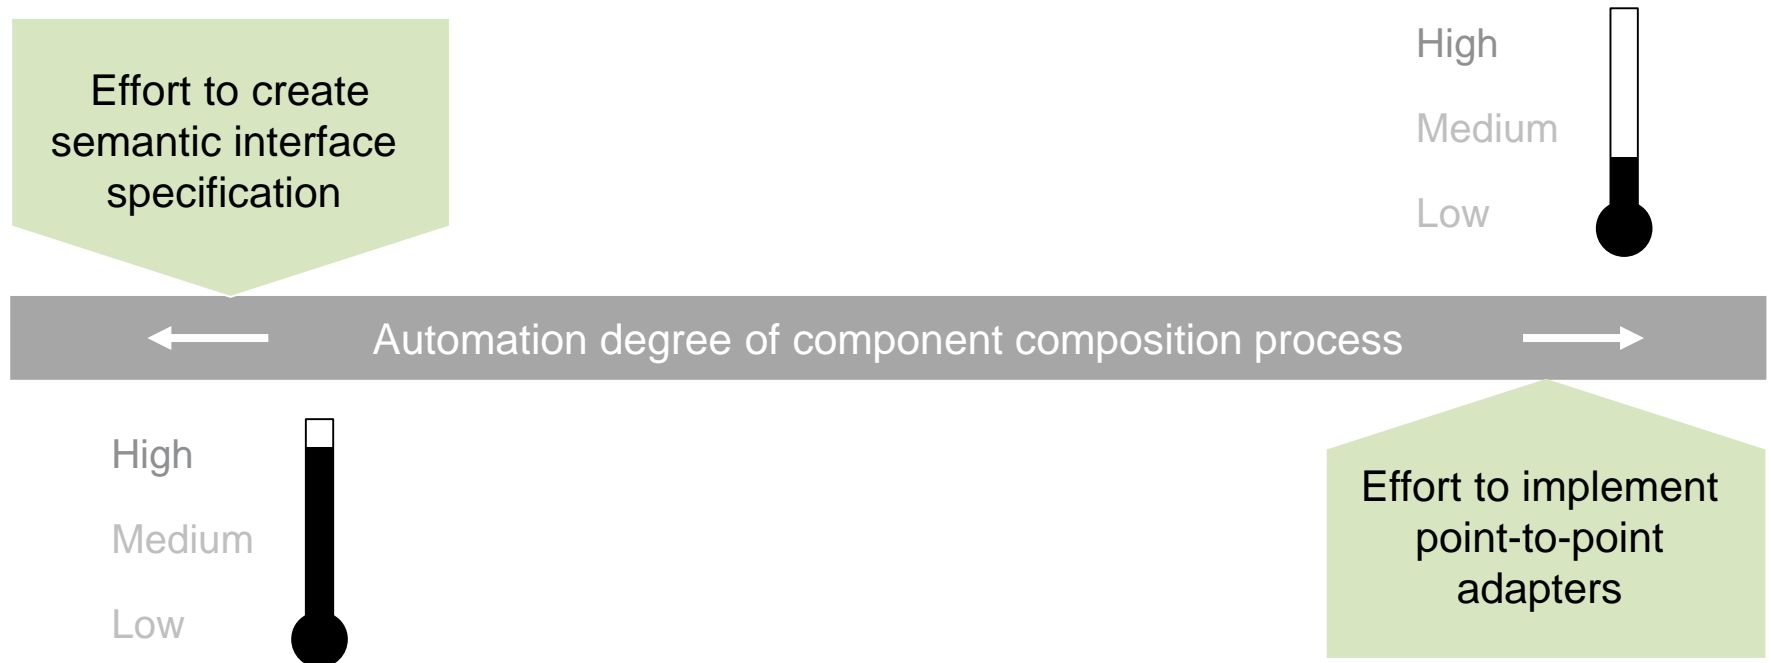 Effort to create
semantic interface
specification
High
Medium
Low
Automation degree of component composition process
High
Medium
Low
Effort to implement
point-to-point
adapters